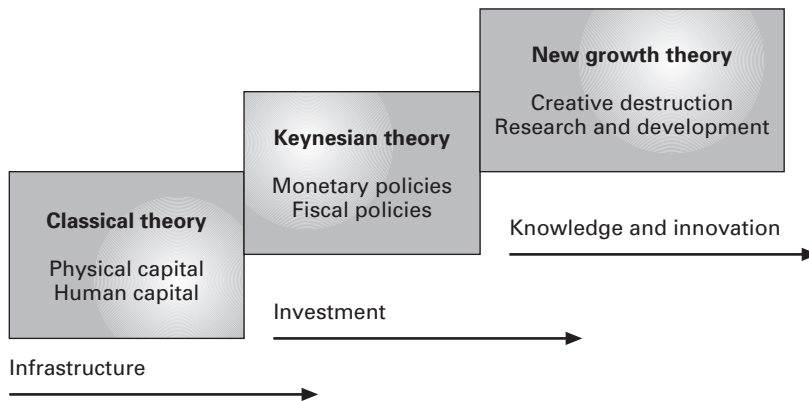 New growth theory
Creative destruction
Research and development
Keynesian theory
Monetary policies
Fiscal policies
Classical theory
Physical capital
Human capital
Knowledge and innovation
Investment
Infrastructure